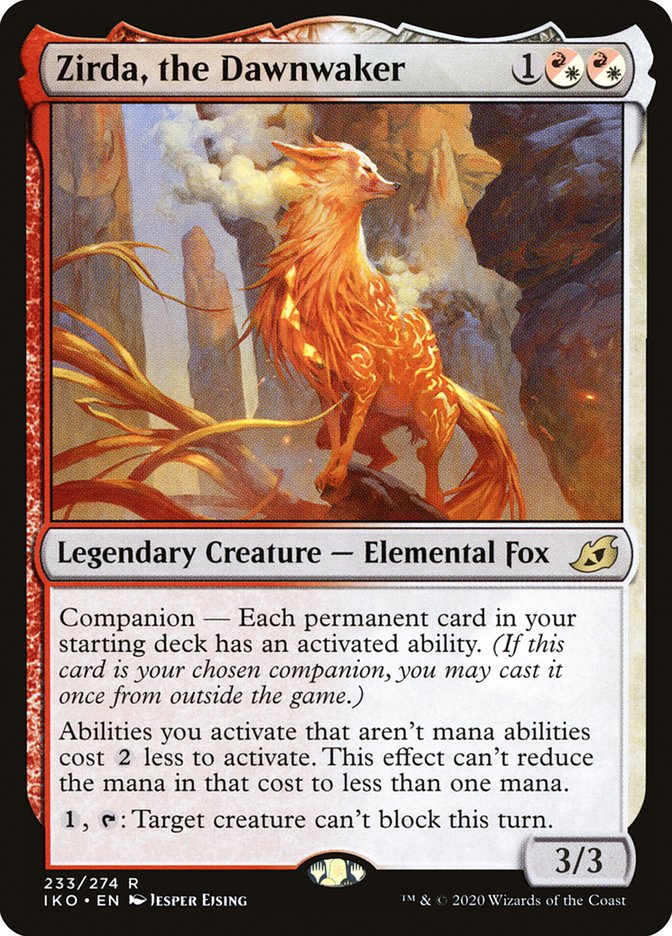 Zirda, the Dawnwaker 1
Legendary Creature — Elemental Fox
Companion — Each permanent card in your
starting deck has an activated ability. (If this
card is your chosen companion, you may cast it
once from outside the game.)
Abilities you activate that aren't mana abilities
cost 2 less to activate. This effect can't reduce
the mana in that cost to less than one mana.
1, : Target creature can't block this turn.
3/3
233/274 R
IKO • EN Jesper Ejsing
™ & © 2020 Wizards of the Coast